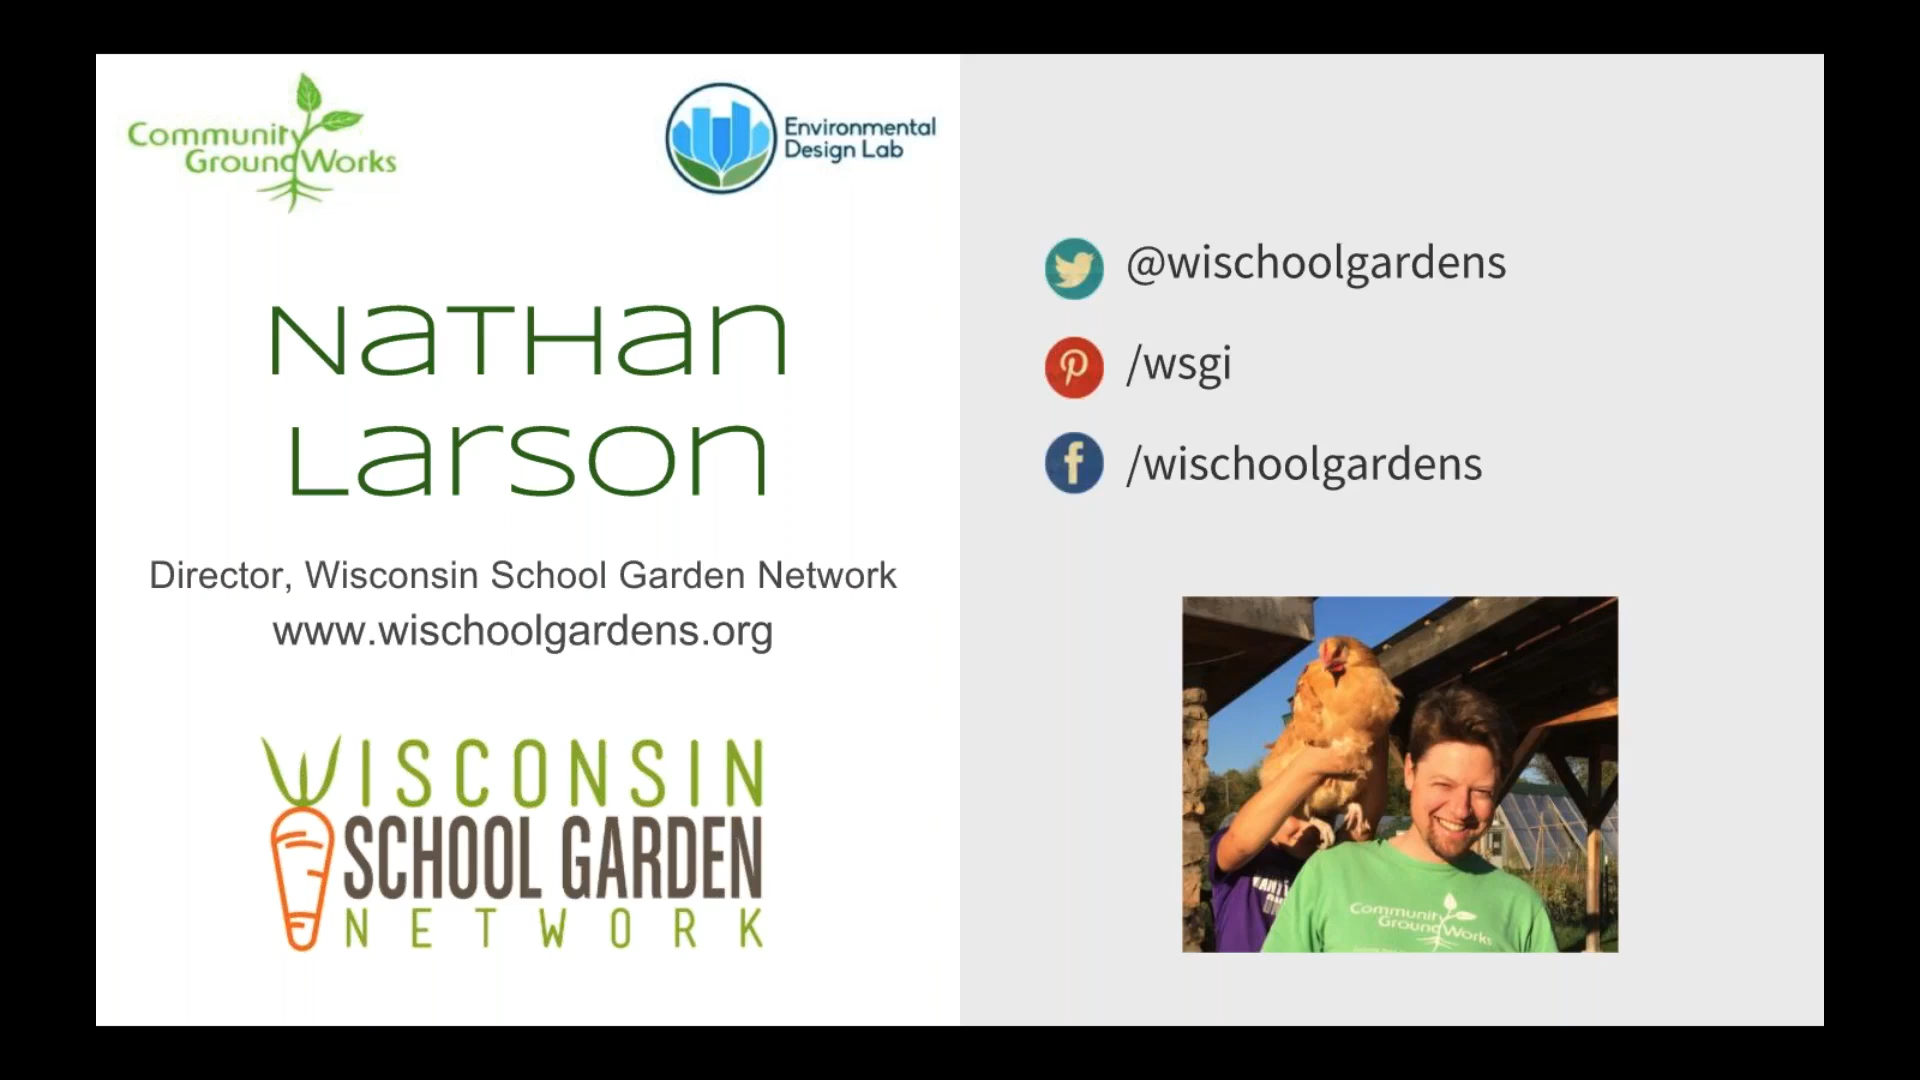 Community
GroundWorks
Environmental
Design Lab
Nathan
Larson
Director, Wisconsin School Garden Network
www.wischoolgardens.org
WISCONSIN
SCHOOL GARDEN
NETWORK
@wischoolgardens
/wsgi
/wischoolgardens
Community
GroundWorks